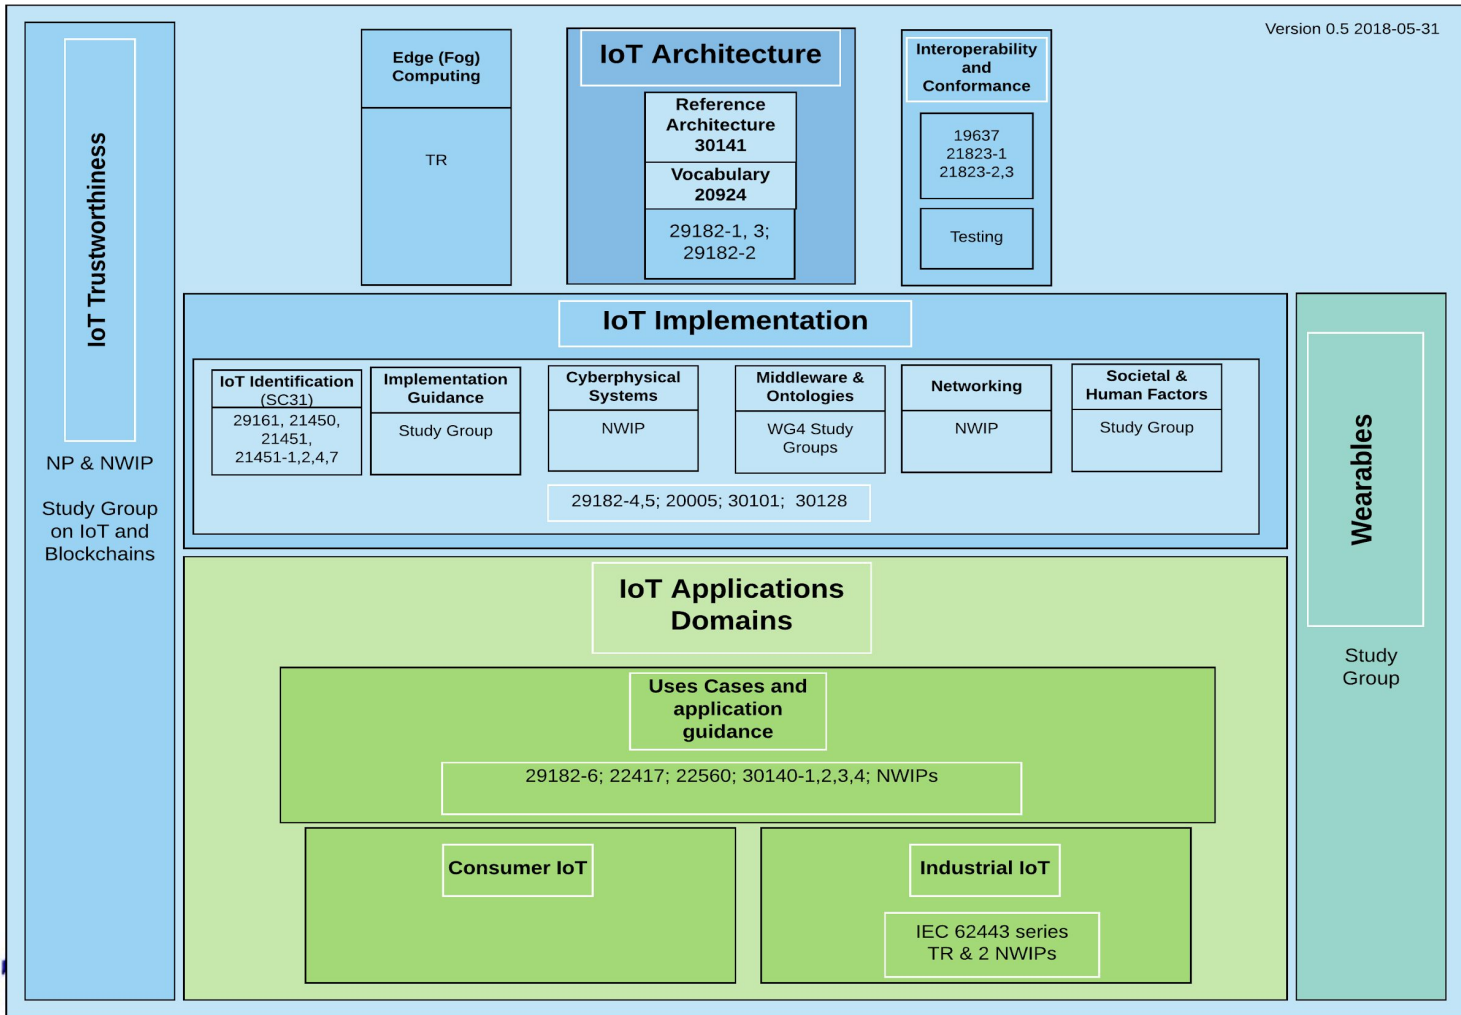 Version 0.5 2018-05-31
IoT Trustworthiness
NP & NWIP
Study Group
on IoT and
Blockchains
Edge (Fog)
Computing
TR
IoT Architecture
Reference
Architecture
30141
Vocabulary
20924
29182-1, 3;
29182-2
Interoperability
and
Conformance
19637
21823-1
21823-2,3
Testing
IoT Implementation
IoT Identification
(SC31)
29161, 21450,
21451,
21451-1,2,4,7
Implementation
Guidance
Study Group
Cyberphysical
Systems
NWIP
Middleware &
Ontologies
WG4 Study
Groups
Networking
NWIP
Societal &
Human Factors
Study Group
29182-4,5; 20005; 30101; 30128
Wearables
Study
Group
IoT Applications
Domains
Uses Cases and
application
guidance
29182-6; 22417; 22560; 30140-1,2,3,4; NWIPs
Consumer IoT
Industrial IoT
IEC 62443 series
TR & 2 NWIPs